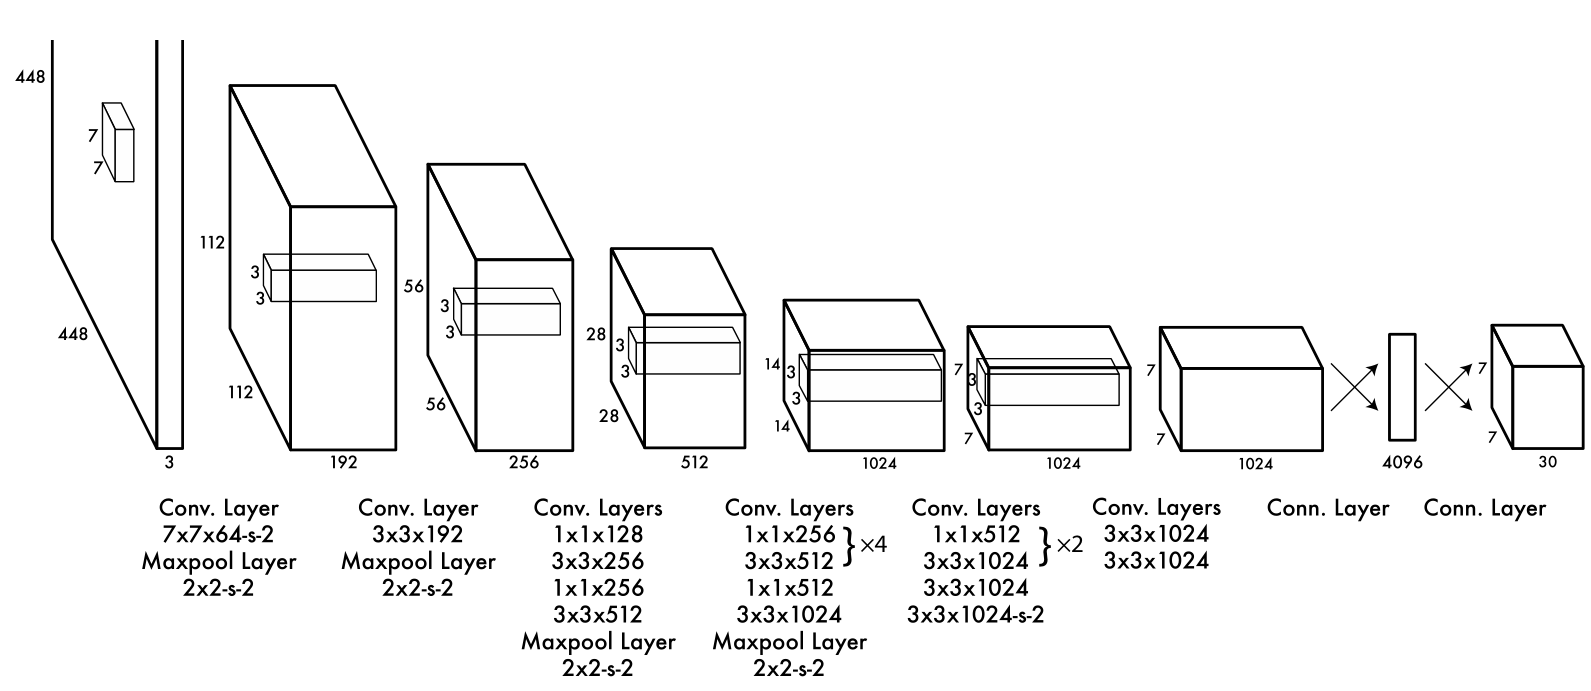 448
7
7
448
3
112
3
3
112
192
56
3
3
56
256
28
3
3
28
512
14
3
3
14
1024
7
3
3
7
1024
7
7
1024
4096
7
7
30
Conv. Layer
7x7x64-s-2
Maxpool Layer
2x2-s-2
Conv. Layer
3x3x192
Maxpool Layer
2x2-s-2
Conv. Layers
1x1x128
3x3x256
1x1x256
3x3x512
Maxpool Layer
2x2-s-2
Conv. Layers
1x1x256
3x3x512
} ×4
1x1x512
3x3x1024
Maxpool Layer
2x2-s-2
Conv. Layers
1x1x512
3x3x1024
} ×2
3x3x1024
3x3x1024-s-2
Conv. Layers
3x3x1024
3x3x1024
Conn. Layer
Conn. Layer